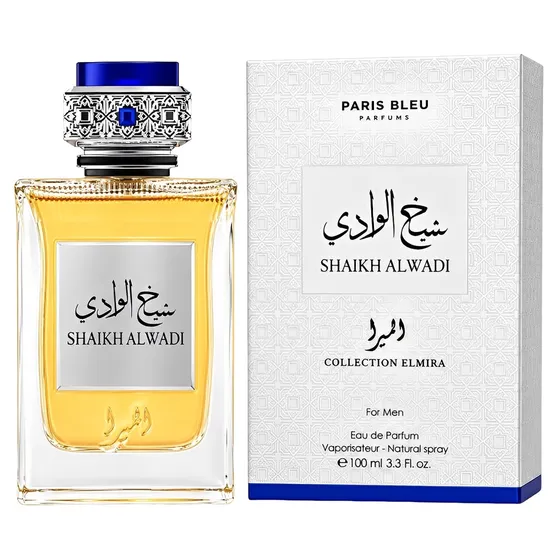 شيخ الوادي
SHAIKH ALWADI
الميرا
PARIS BLEU
PARFUMS
شيخ الوادي
SHAIKH ALWADI
الميرا
COLLECTION ELMIRA
For Men
Eau de Parfum
Vaporisateur - Natural spray
℮ 100 ml 3.3 Fl. oz.